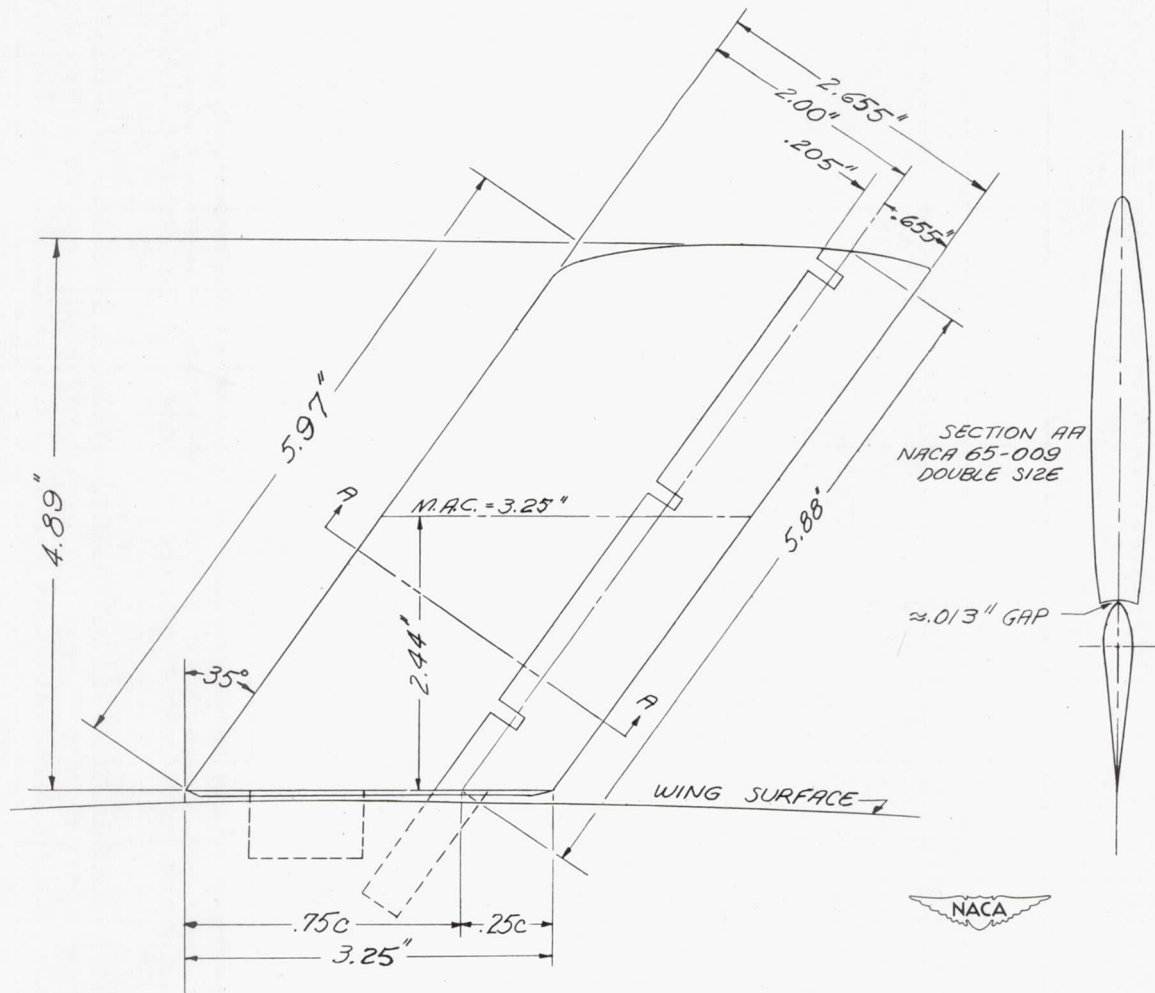 2.655"
2.00"
.205"
.655"
5.97"
4.89"
SECTION AA
NACA 65-009
DOUBLE SIZE
A
M.A.C. = 3.25"
5.88"
2.44"
≈.013" GAP
35°
A
WING SURFACE
.75c
.25c
3.25"
NACA